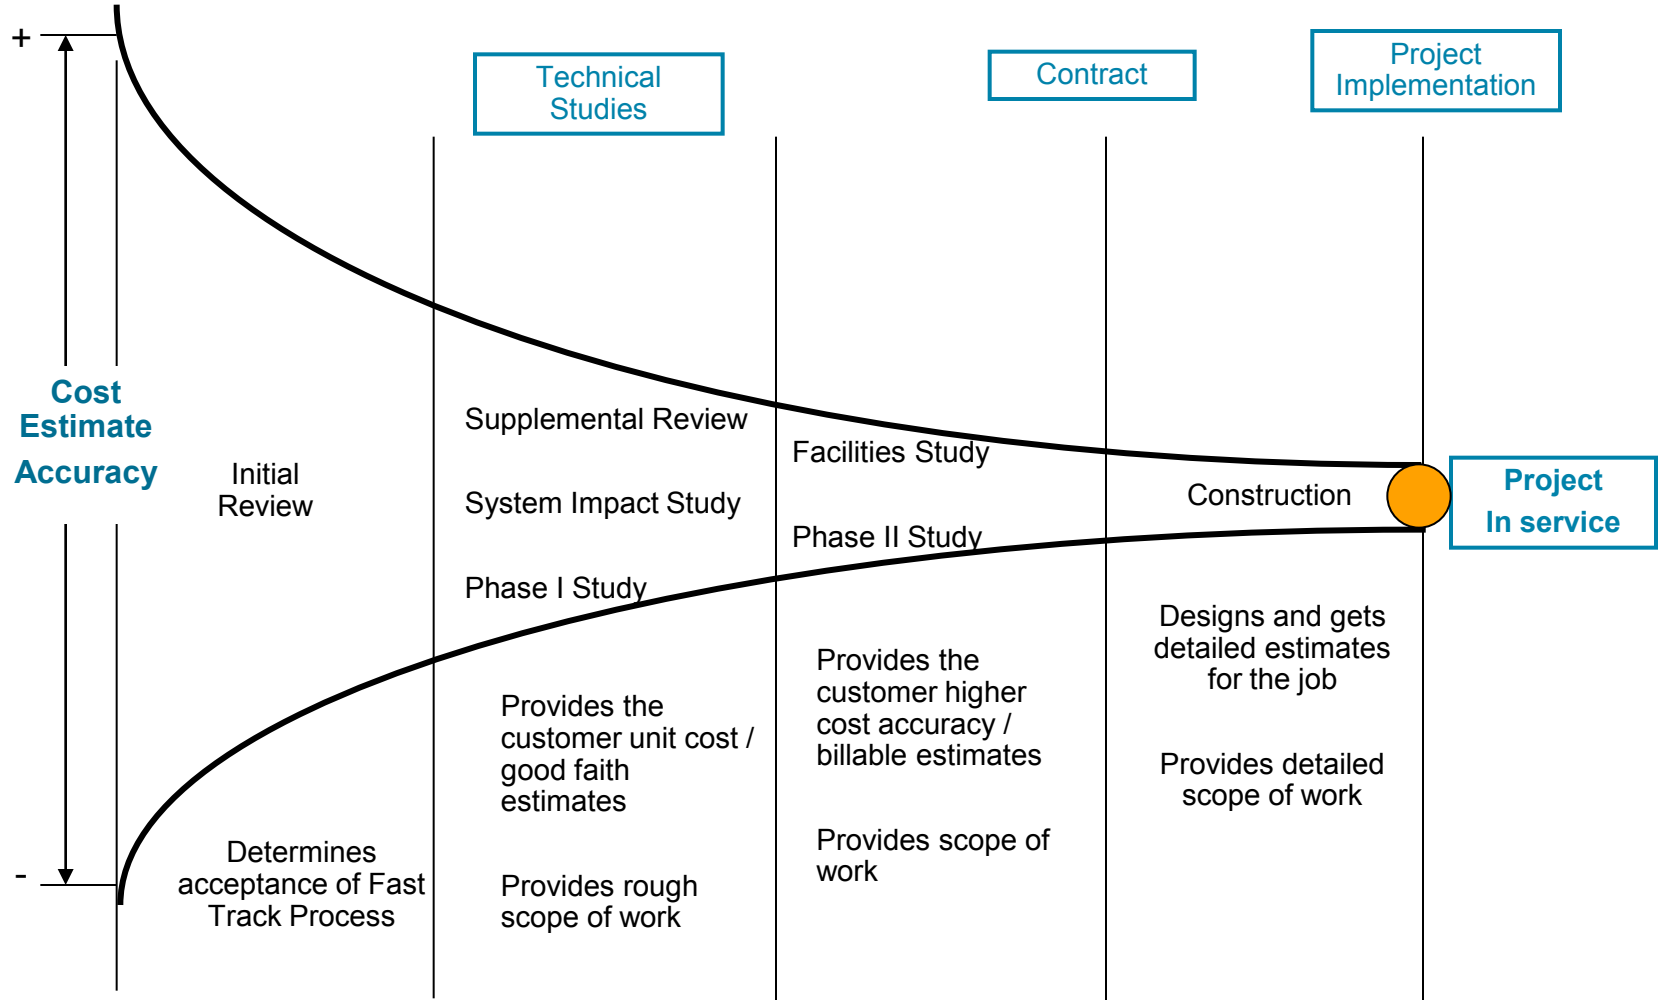 +
Technical
Studies
Contract
Project
Implementation
Cost
Estimate
Accuracy
Initial
Review
Supplemental Review
System Impact Study
Phase I Study
Facilities Study
Phase II Study
Construction
Project
In service
-
Determines
acceptance of Fast
Track Process
Provides the
customer unit cost /
good faith
estimates
Provides rough
scope of work
Provides the
customer higher
cost accuracy /
billable estimates
Provides scope of
work
Designs and gets
detailed estimates
for the job
Provides detailed
scope of work